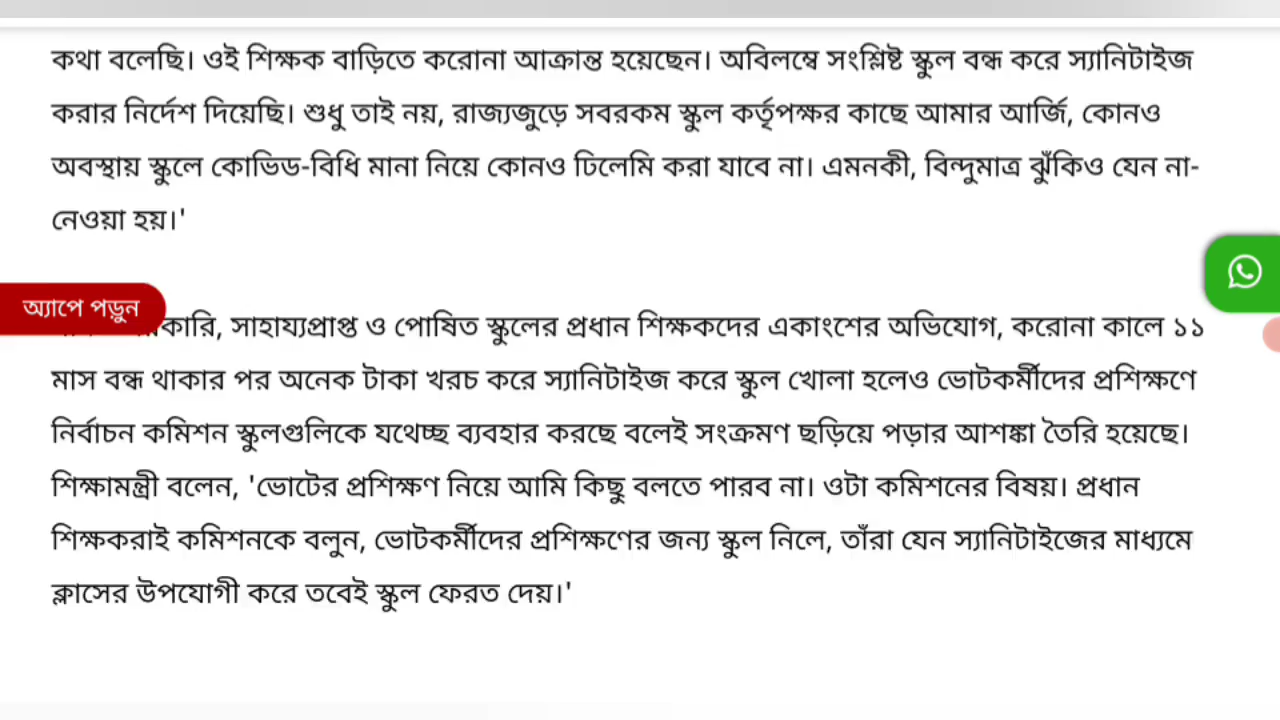 কথা বলেছি। ওই শিক্ষক বাড়িতে করোনা আক্রান্ত হয়েছেন। অবিলম্বে সংশ্লিষ্ট স্কুল বন্ধ করে স্যানিটাইজ
করার নির্দেশ দিয়েছি। শুধু তাই নয়, রাজ্যজুড়ে সবরকম স্কুল কর্তৃপক্ষর কাছে আমার আর্জি, কোনও
অবস্থায় স্কুলে কোভিড-বিধি মানা নিয়ে কোনও ঢিলেমি করা যাবে না। এমনকী, বিন্দুমাত্র ঝুঁকিও যেন না-
নেওয়া হয়।'
অ্যাপে পড়ুন
সাহায্যপ্রাপ্ত ও পোষিত স্কুলের প্রধান শিক্ষকদের একাংশের অভিযোগ, করোনা কালে ১১
মাস বন্ধ থাকার পর অনেক টাকা খরচ করে স্যানিটাইজ করে স্কুল খোলা হলেও ভোটকর্মীদের প্রশিক্ষণে
নির্বাচন কমিশন স্কুলগুলিকে যথেচ্ছ ব্যবহার করছে বলেই সংক্রমণ ছড়িয়ে পড়ার আশঙ্কা তৈরি হয়েছে।
শিক্ষামন্ত্রী বলেন, 'ভোটের প্রশিক্ষণ নিয়ে আমি কিছু বলতে পারব না। ওটা কমিশনের বিষয়। প্রধান
শিক্ষকরাই কমিশনকে বলুন, ভোটকর্মীদের প্রশিক্ষণের জন্য স্কুল নিলে, তাঁরা যেন স্যানিটাইজের মাধ্যমে
ক্লাসের উপযোগী করে তবেই স্কুল ফেরত দেয়।'